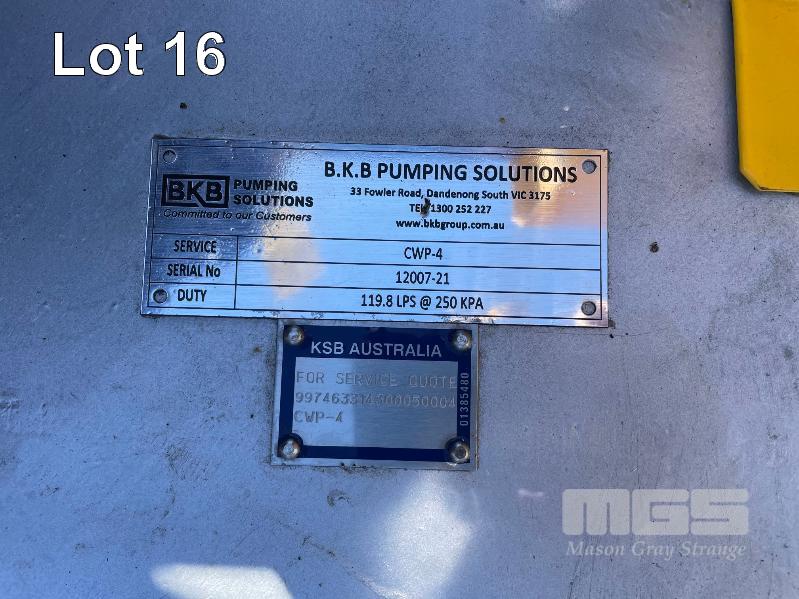 Lot 16
BKB PUMPING SOLUTIONS
Committed to our Customers
B.K.B PUMPING SOLUTIONS
33 Fowler Road, Dandenong South VIC 3175
TEL 1300 252 227
www.bkbgroup.com.au
SERVICE CWP-4
SERIAL No 12007-21
DUTY 119.8 LPS @ 250 KPA
KSB AUSTRALIA
FOR SERVICE QUOTE
CWP-4
01385480
MGS
Mason Gray Strange